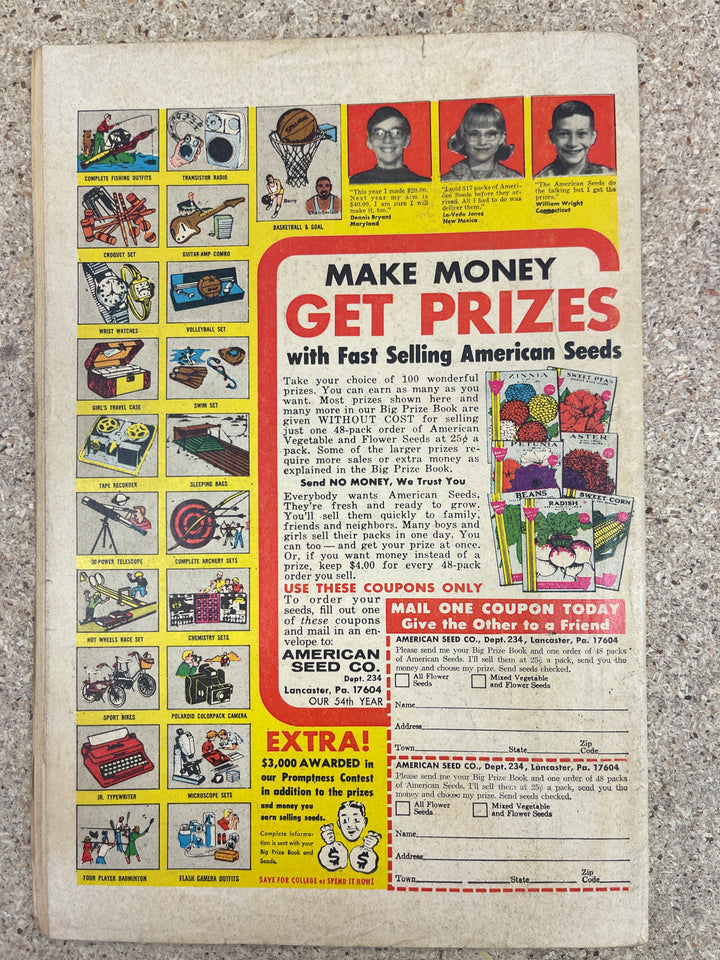 COMPLETE FISHING OUTFITS
TRANSISTOR RADIO
SPALDING
Barry
BASKETBALL & GOAL
"This year I made $20.00.
Next year my aim is
$40.00. I am sure I will
make it, too."
Dennis Bryant
Maryland
"I sold 317 packs of Ameri-
can Seeds before they ar-
rived. All I had to do was
deliver them."
La-Veda Jones
New Mexico
"The American Seeds do
the talking but I get the
prizes."
William Wright
Connecticut
CROQUET SET
GUITAR-AMP COMBO
WRIST WATCHES
VOLLEYBALL SET
GIRL'S TRAVEL CASE
SWIM SET
TAPE RECORDER
SLEEPING BAGS
30-POWER TELESCOPE
COMPLETE ARCHERY SETS
HOT WHEELS RACE SET
CHEMISTRY SETS
SPORT BIKES
POLAROID COLORPACK CAMERA
JR. TYPEWRITER
MICROSCOPE SETS
FOUR PLAYER BADMINTON
FLASH CAMERA OUTFITS
MAKE MONEY
GET PRIZES
with Fast Selling American Seeds
Take your choice of 100 wonderful
prizes. You can earn as many as you
want. Most prizes shown here and
many more in our Big Prize Book are
given WITHOUT COST for selling
just one 48-pack order of American
Vegetable and Flower Seeds at 25¢ a
pack. Some of the larger prizes re-
quire more sales or extra money as
explained in the Big Prize Book.
Send NO MONEY, We Trust You
Everybody wants American Seeds.
They're fresh and ready to grow.
You'll sell them quickly to family,
friends and neighbors. Many boys and
girls sell their packs in one day. You
can too — and get your prize at once.
Or, if you want money instead of a
prize, keep $4.00 for every 48-pack
order you sell.
ZINNIA
SWEET PEAS
PETUNIA
ASTER
BEANS
RADISH
SWEET CORN
USE THESE COUPONS ONLY
To order your
seeds, fill out one
of these coupons
and mail in an en-
velope to:
AMERICAN
SEED CO.
Dept. 234
Lancaster, Pa. 17604
OUR 54th YEAR
EXTRA!
$3,000 AWARDED in
our Promptness Contest
in addition to the prizes
and money you
earn selling seeds.
Complete informa-
tion is sent with your
Big Prize Book and
Seeds.
$ $
SAVE FOR COLLEGE or SPEND IT NOW!
MAIL ONE COUPON TODAY
Give the Other to a Friend
AMERICAN SEED CO., Dept. 234, Lancaster, Pa. 17604
Please send me your Big Prize Book and one order of 48 packs
of American Seeds. I'll sell them at 25¢ a pack, send you the
money and choose my prize. Send seeds checked.
All Flower Seeds
Mixed Vegetable and Flower Seeds
Name
Address
Town State Zip Code
AMERICAN SEED CO., Dept. 234, Lancaster, Pa. 17604
Please send me your Big Prize Book and one order of 48 packs
of American Seeds. I'll sell them at 25¢ a pack, send you the
money and choose my prize. Send seeds checked.
All Flower Seeds
Mixed Vegetable and Flower Seeds
Name
Address
Town State Zip Code